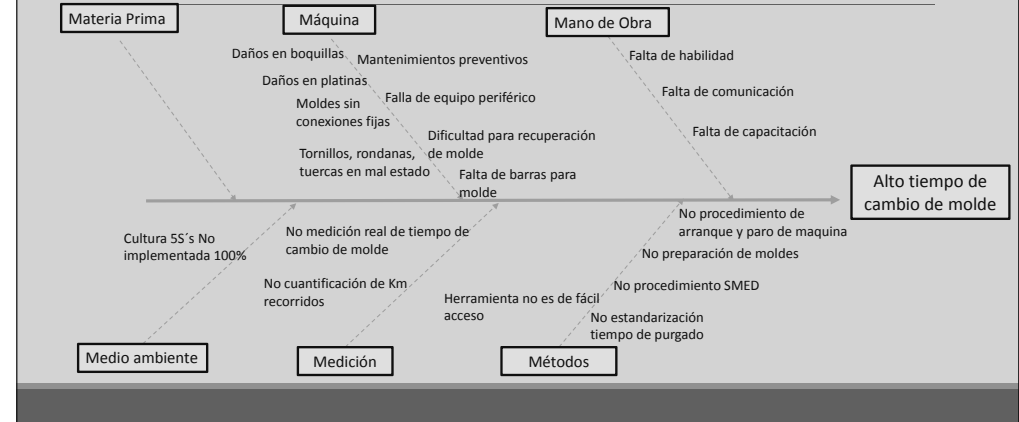 Materia Prima
Máquina
Mano de Obra
Daños en boquillas
Mantenimientos preventivos
Daños en platinas
Falla de equipo periférico
Moldes sin
conexiones fijas
Dificultad para recuperación
de molde
Tornillos, rondanas,
tuercas en mal estado
Falta de barras para
molde
Falta de habilidad
Falta de comunicación
Falta de capacitación
Alto tiempo de
cambio de molde
Cultura 5S´s No
implementada 100%
No medición real de tiempo de
cambio de molde
No cuantificación de Km
recorridos
Herramienta no es de fácil
acceso
No procedimiento de
arranque y paro de maquina
No preparación de moldes
No procedimiento SMED
No estandarización
tiempo de purgado
Medio ambiente
Medición
Métodos